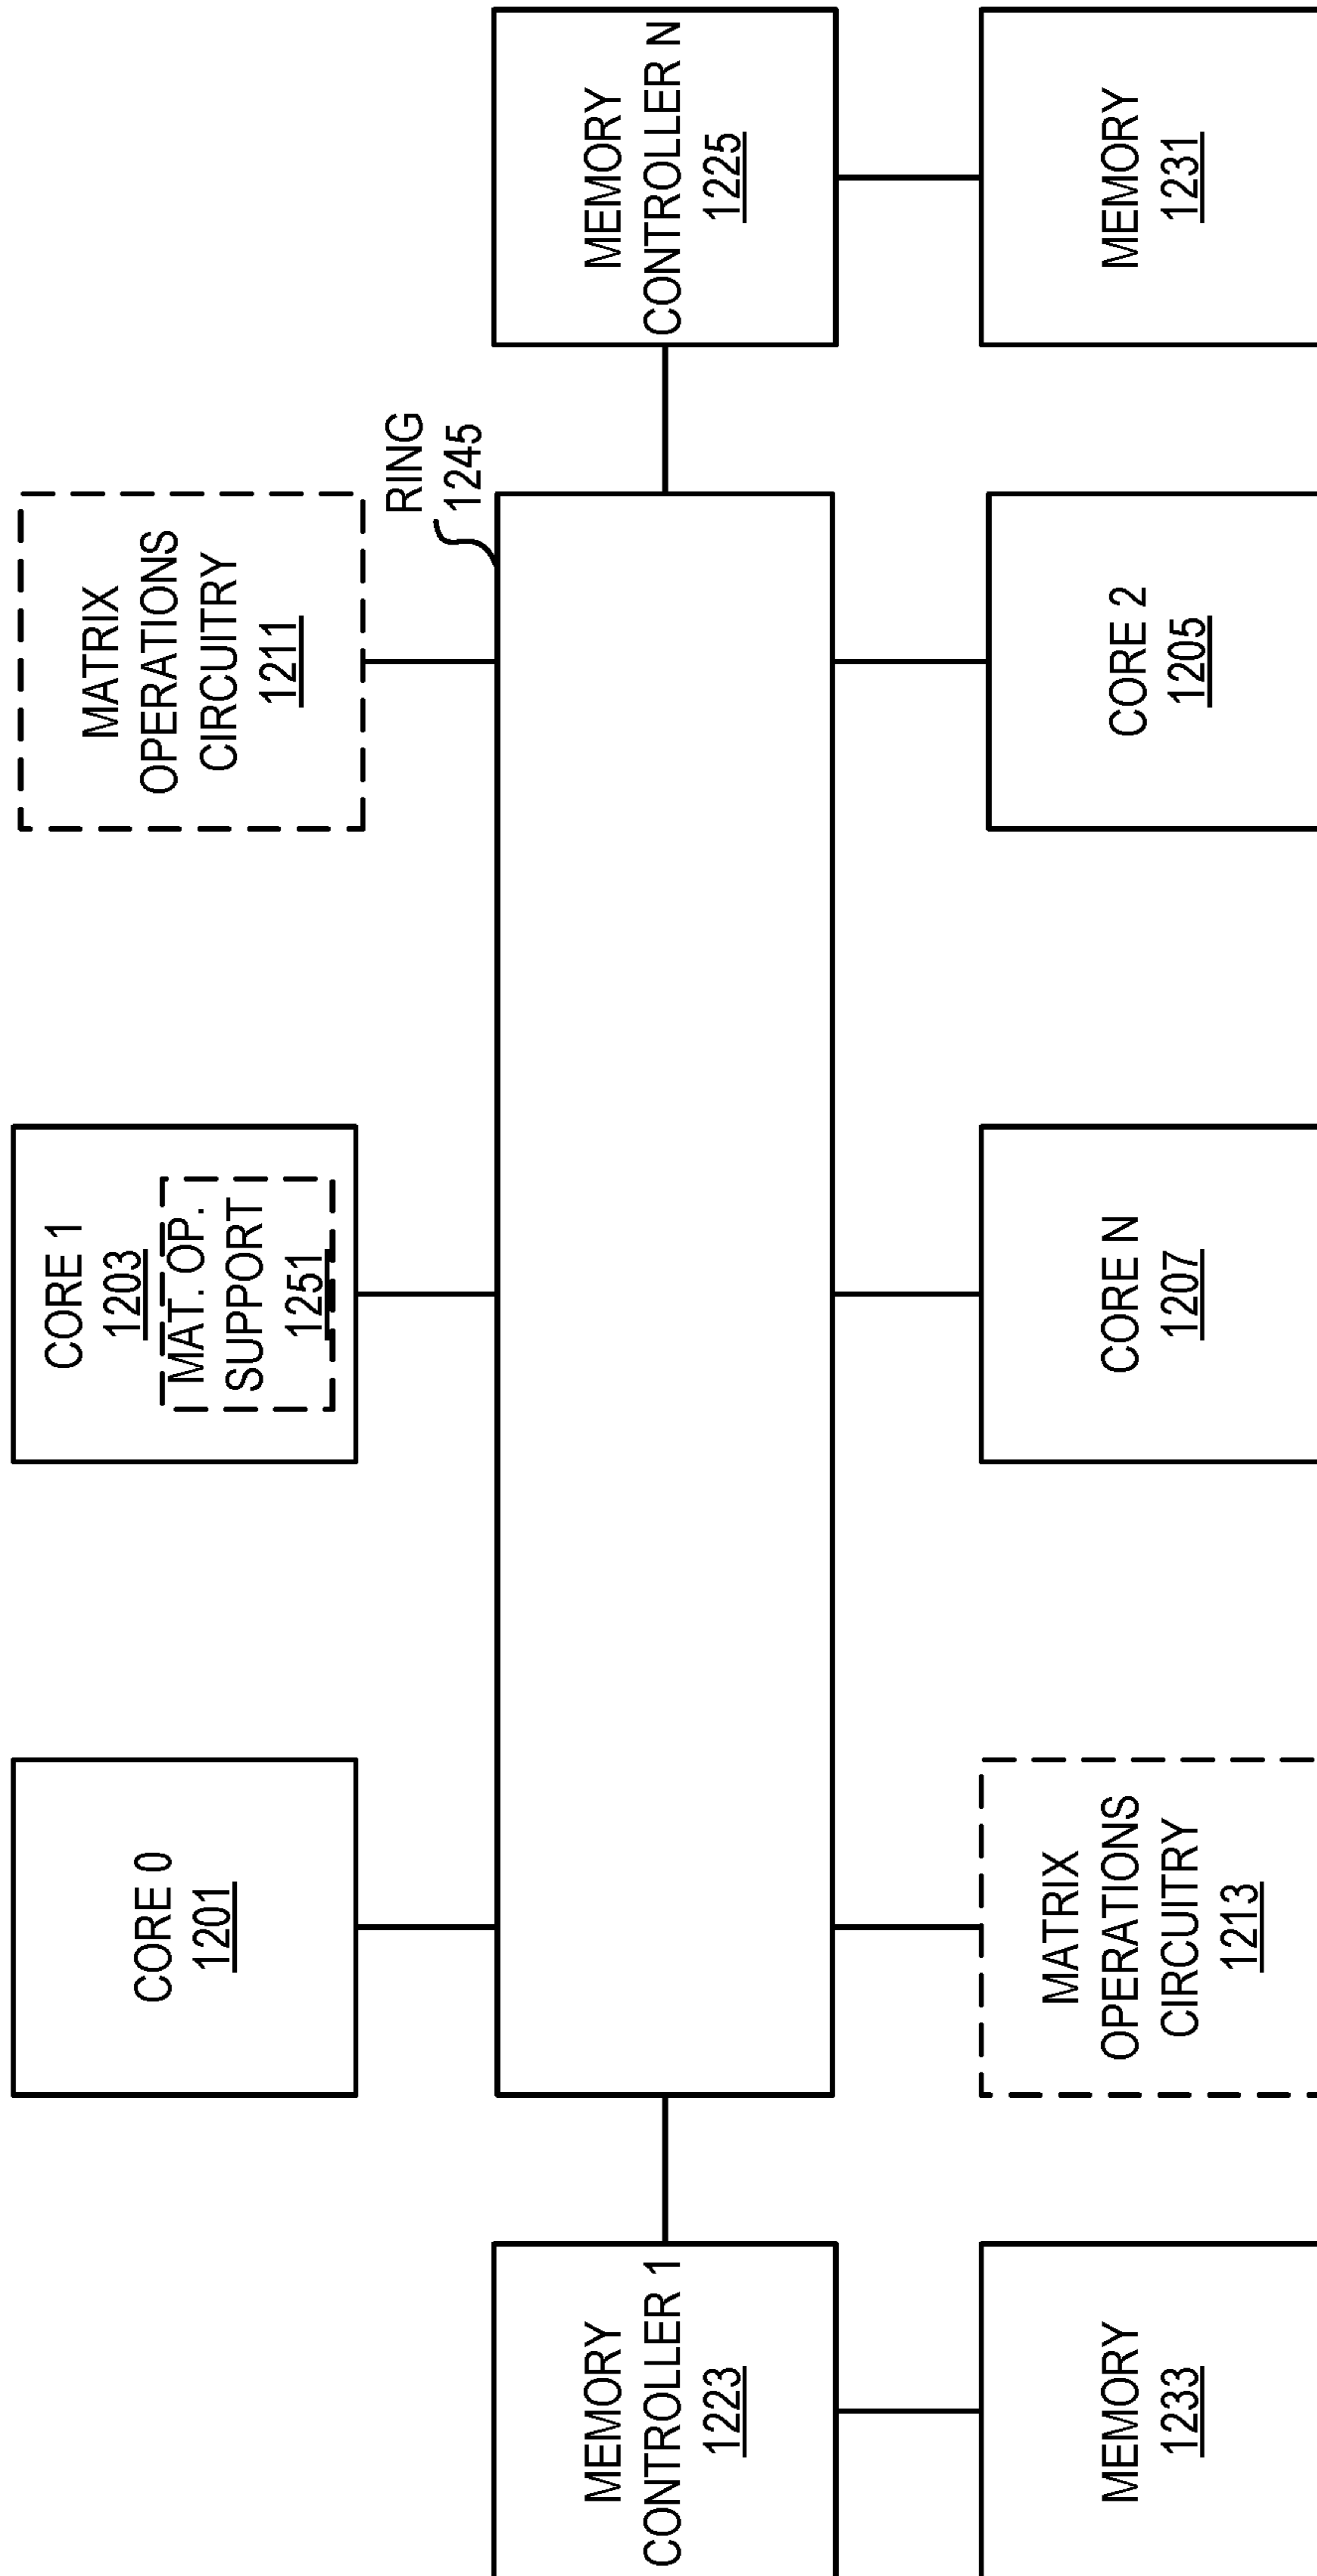 CORE 0
1201
CORE 1
1203
MAT. OP.
SUPPORT
1251
MATRIX
OPERATIONS
CIRCUITRY
1211
RING
1245
MEMORY
CONTROLLER 1
1223
MEMORY
CONTROLLER N
1225
MEMORY
1233
MATRIX
OPERATIONS
CIRCUITRY
1213
CORE N
1207
CORE 2
1205
MEMORY
1231